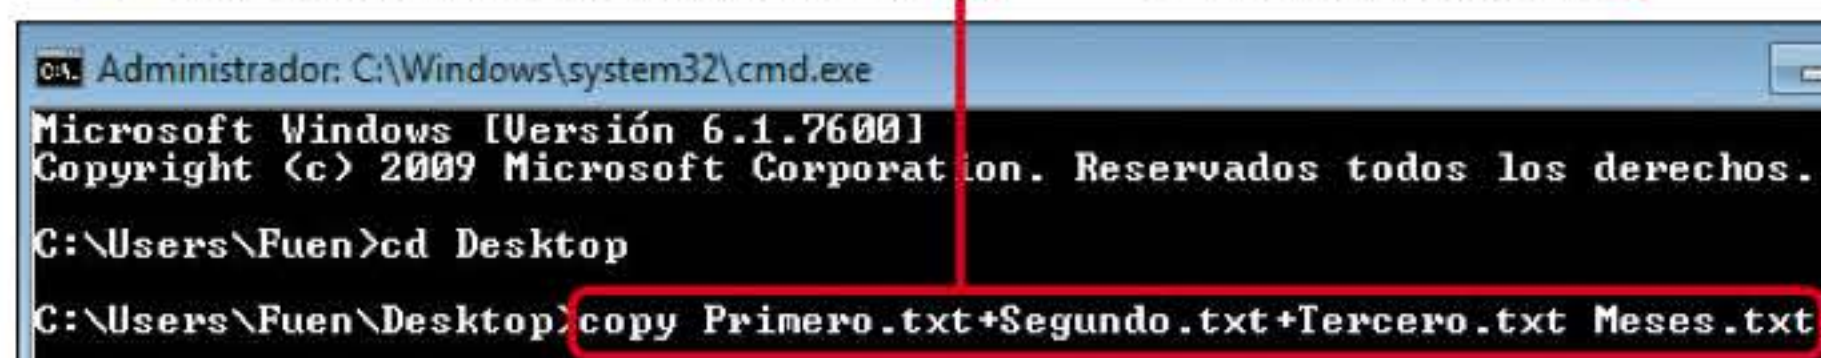 Administrador: C:\Windows\system32\cmd.exe
Microsoft Windows [Versión 6.1.7600]
Copyright (c) 2009 Microsoft Corporation. Reservados todos los derechos.
C:\Users\Fuen>cd Desktop
C:\Users\Fuen\Desktop>copy Primero.txt+Segundo.txt+Tercero.txt Meses.txt